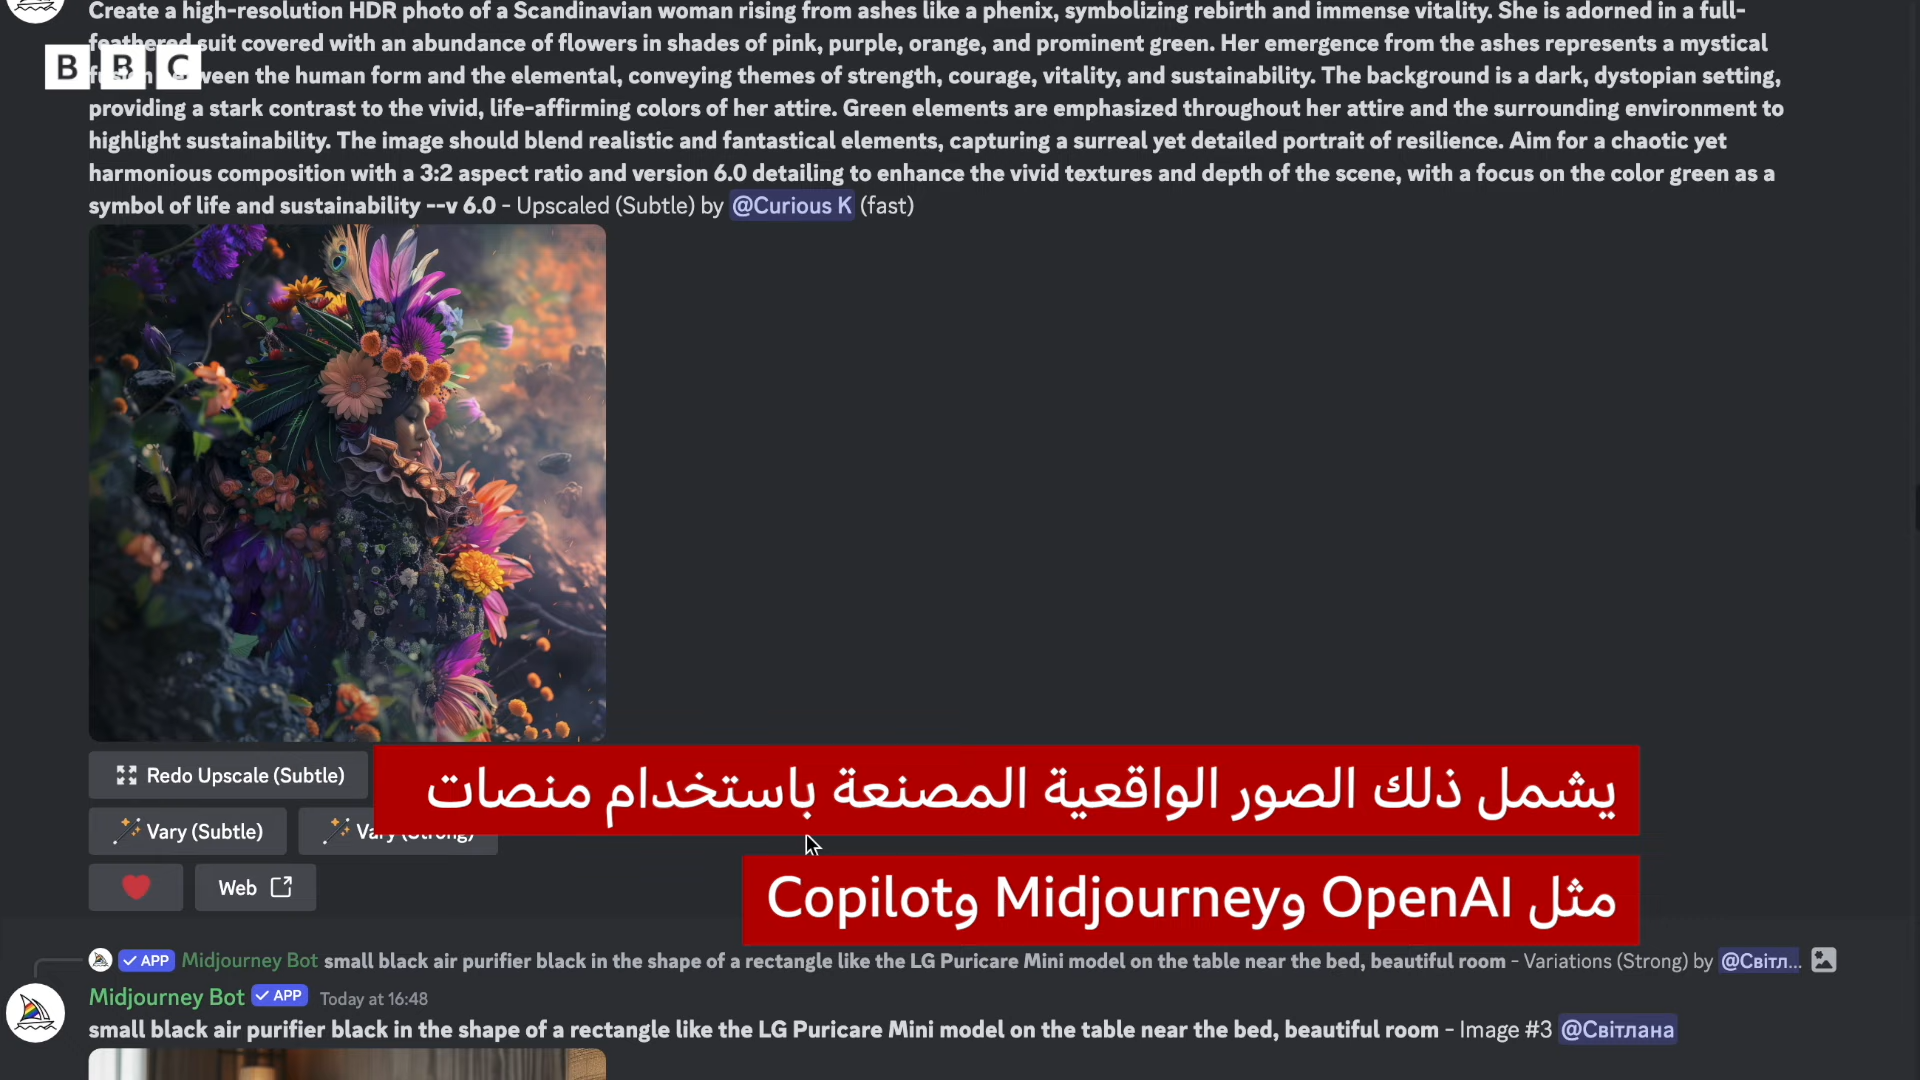 Create a high-resolution HDR photo of a Scandinavian woman rising from ashes like a phenix, symbolizing rebirth and immense vitality. She is adorned in a full-
feathered suit covered with an abundance of flowers in shades of pink, purple, orange, and prominent green. Her emergence from the ashes represents a mystical
BBC
between the human form and the elemental, conveying themes of strength, courage, vitality, and sustainability. The background is a dark, dystopian setting,
providing a stark contrast to the vivid, life-affirming colors of her attire. Green elements are emphasized throughout her attire and the surrounding environment to
highlight sustainability. The image should blend realistic and fantastical elements, capturing a surreal yet detailed portrait of resilience. Aim for a chaotic yet
harmonious composition with a 3:2 aspect ratio and version 6.0 detailing to enhance the vivid textures and depth of the scene, with a focus on the color green as a
symbol of life and sustainability --v 6.0 - Upscaled (Subtle) by @Curious K (fast)
Redo Upscale (Subtle)
يشمل ذلك الصور الواقعية المصنعة باستخدام منصات
Vary (Subtle) Vary (Strong)
مثل OpenAI وMidjourney وCopilot
Web
APP Midjourney Bot small black air purifier black in the shape of a rectangle like the LG Puricare Mini model on the table near the bed, beautiful room - Variations (Strong) by @Світл...
Midjourney Bot APP Today at 16:48
small black air purifier black in the shape of a rectangle like the LG Puricare Mini model on the table near the bed, beautiful room - Image #3 @Світлана